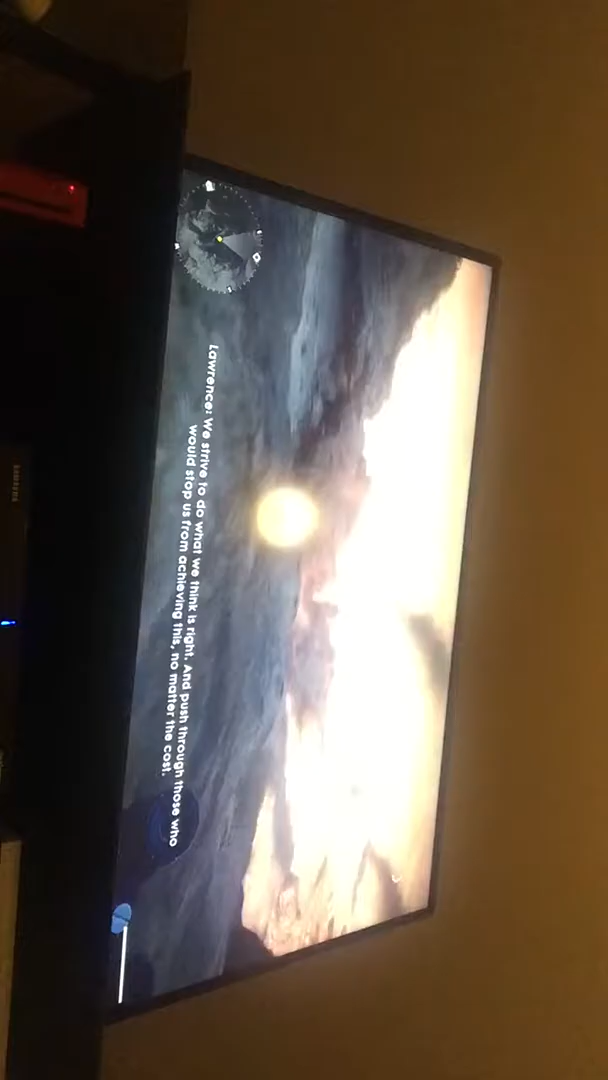 Lawrence: We strive to do what we think is right. And push through those who
would stop us from achieving this, no matter the cost.
SAMSUNG